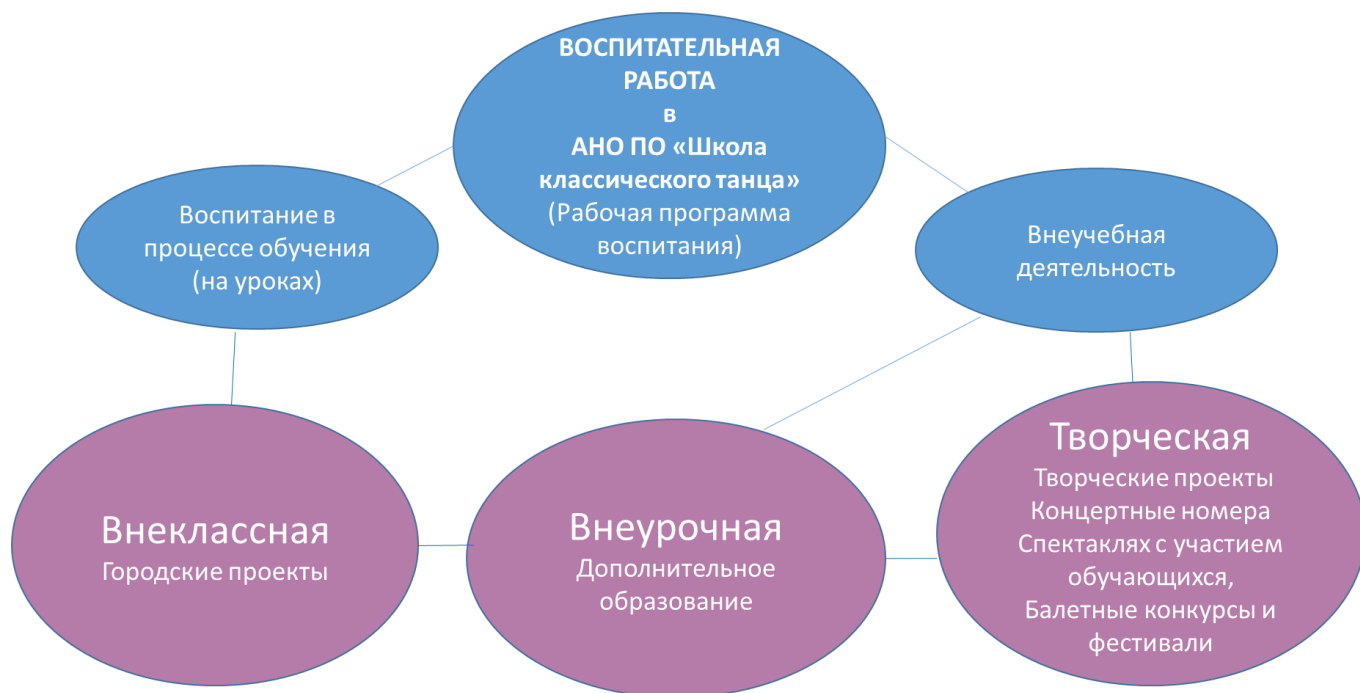 ВОСПИТАТЕЛЬНАЯ
РАБОТА
в
АНО ПО «Школа
классического танца»
(Рабочая программа
воспитания)
Воспитание в
процессе обучения
(на уроках)
Внеучебная
деятельность
Внеклассная
Городские проекты
Внеурочная
Дополнительное
образование
Творческая
Творческие проекты
Концертные номера
Спектаклях с участием
обучающихся,
Балетные конкурсы и
фестивали